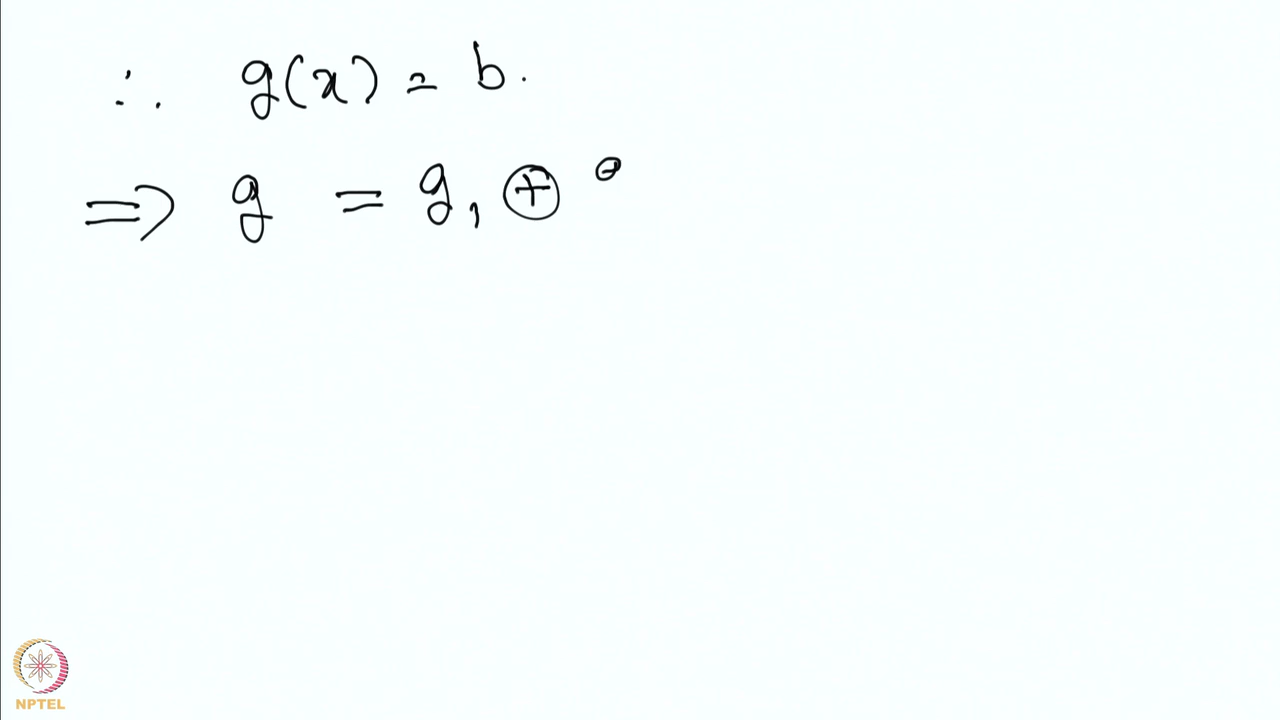 ∴ g(x) = b.
⇒ g = g₁ ⊕
NPTEL